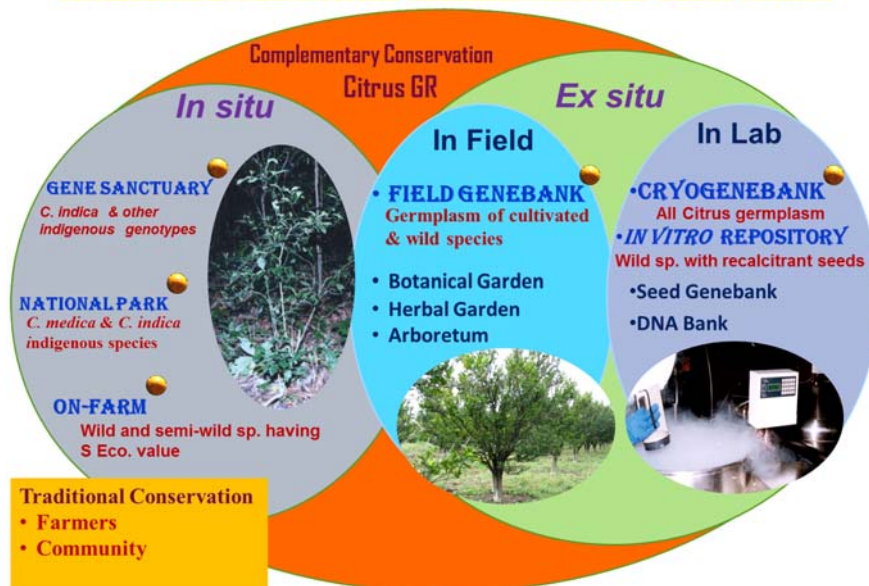 Complementary Conservation
Citrus GR
In situ
GENE SANCTUARY
C. indica & other
indigenous genotypes
NATIONAL PARK
C. medica & C. indica
indigenous species
ON-FARM
Wild and semi-wild sp. having
S Eco. value
Traditional Conservation
• Farmers
• Community
Ex situ
In Field
• FIELD GENEBANK
Germplasm of cultivated
& wild species
• Botanical Garden
• Herbal Garden
• Arboretum
In Lab
•CRYOGENEBANK
All Citrus germplasm
•IN VITRO REPOSITORY
Wild sp. with recalcitrant seeds
•Seed Genebank
•DNA Bank